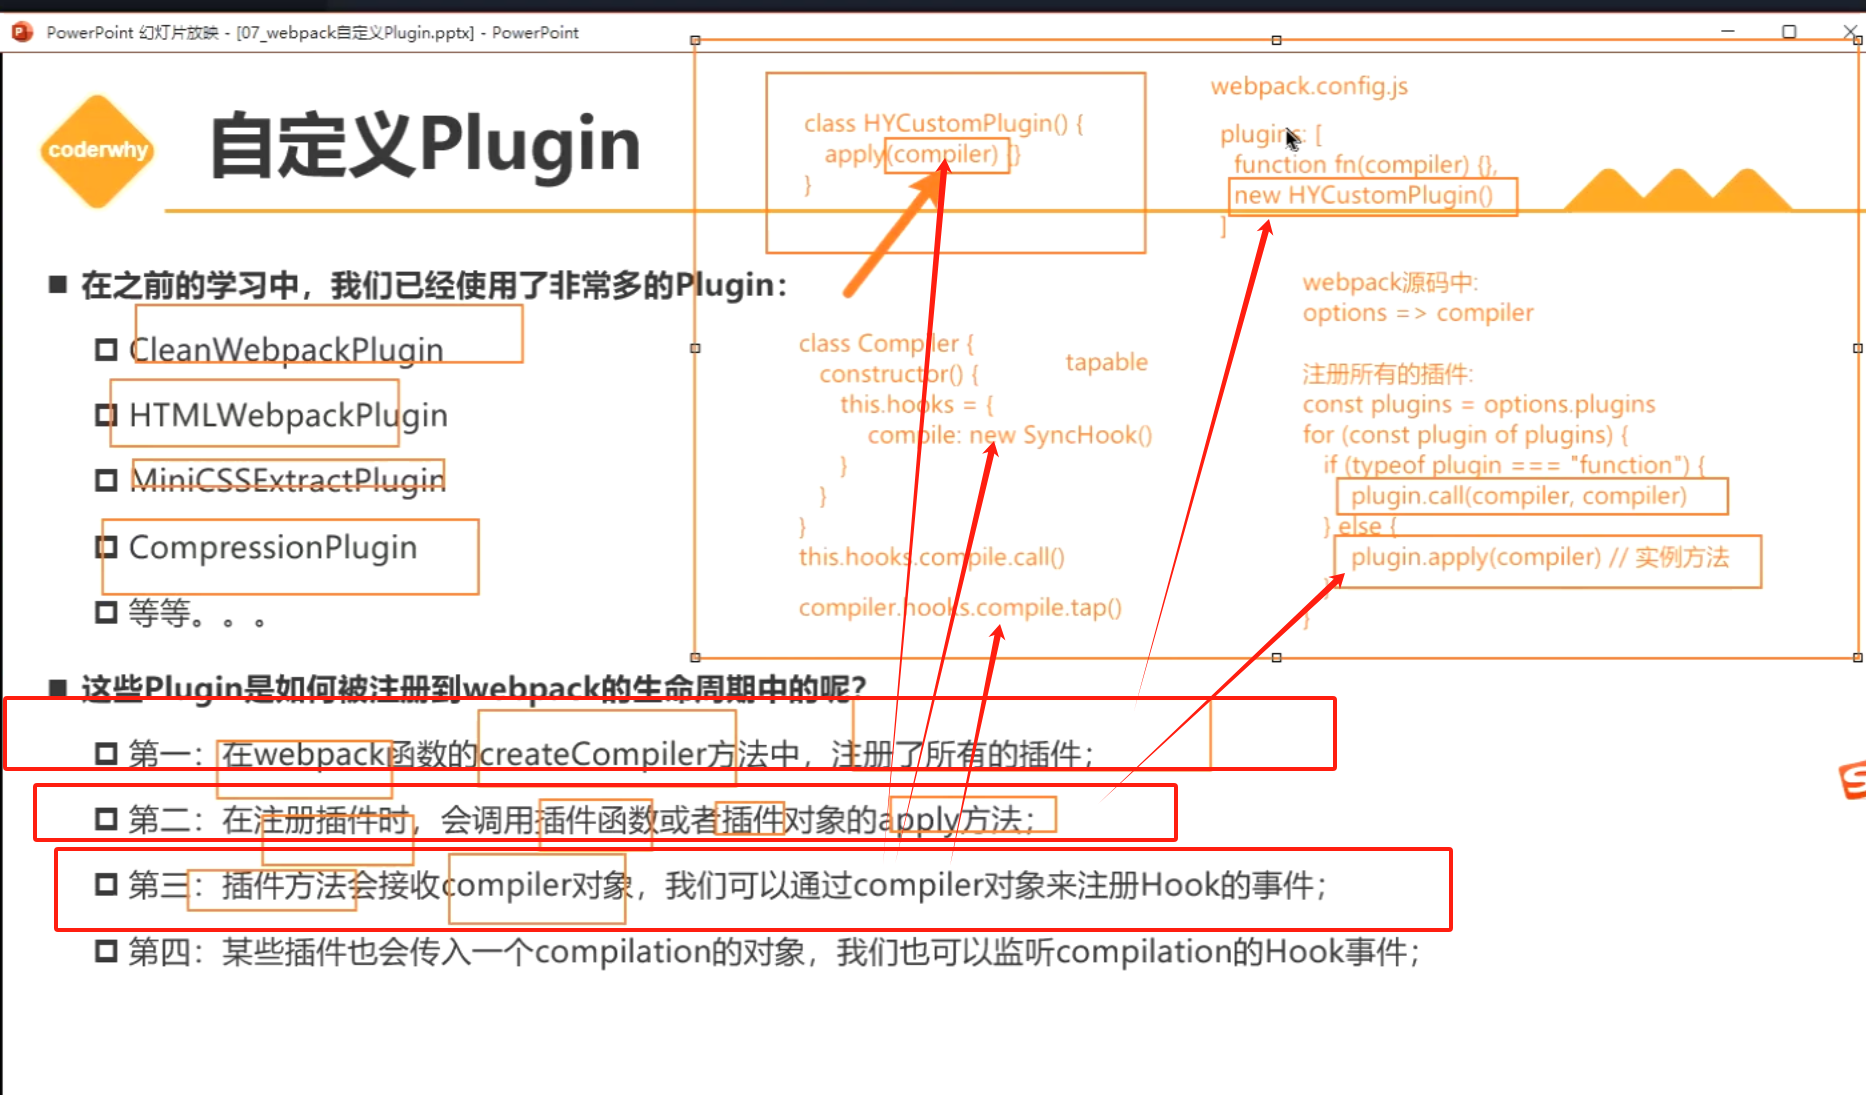 PowerPoint 幻灯片放映 - [07_webpack自定义Plugin.pptx] - PowerPoint
coderwhy
自定义Plugin
class HYCustomPlugin() {
apply(compiler) {}
}
webpack.config.js
plugins: [
function fn(compiler) {},
new HYCustomPlugin()
]
在之前的学习中，我们已经使用了非常多的Plugin：
CleanWebpackPlugin
HTMLWebpackPlugin
MiniCSSExtractPlugin
CompressionPlugin
等等。。。
class Compiler {
constructor() {
this.hooks = {
compile: new SyncHook()
}
}
}
this.hooks.compile.call()
compiler.hooks.compile.tap()
tapable
webpack源码中:
options => compiler
注册所有的插件:
const plugins = options.plugins
for (const plugin of plugins) {
if (typeof plugin === "function") {
plugin.call(compiler, compiler)
} else {
plugin.apply(compiler) // 实例方法
}
}
这些Plugin是如何被注册到webpack的生命周期中的呢？
第一：在webpack函数的createCompiler方法中，注册了所有的插件；
第二：在注册插件时，会调用插件函数或者插件对象的apply方法；
第三：插件方法会接收compiler对象，我们可以通过compiler对象来注册Hook的事件；
第四：某些插件也会传入一个compilation的对象，我们也可以监听compilation的Hook事件；